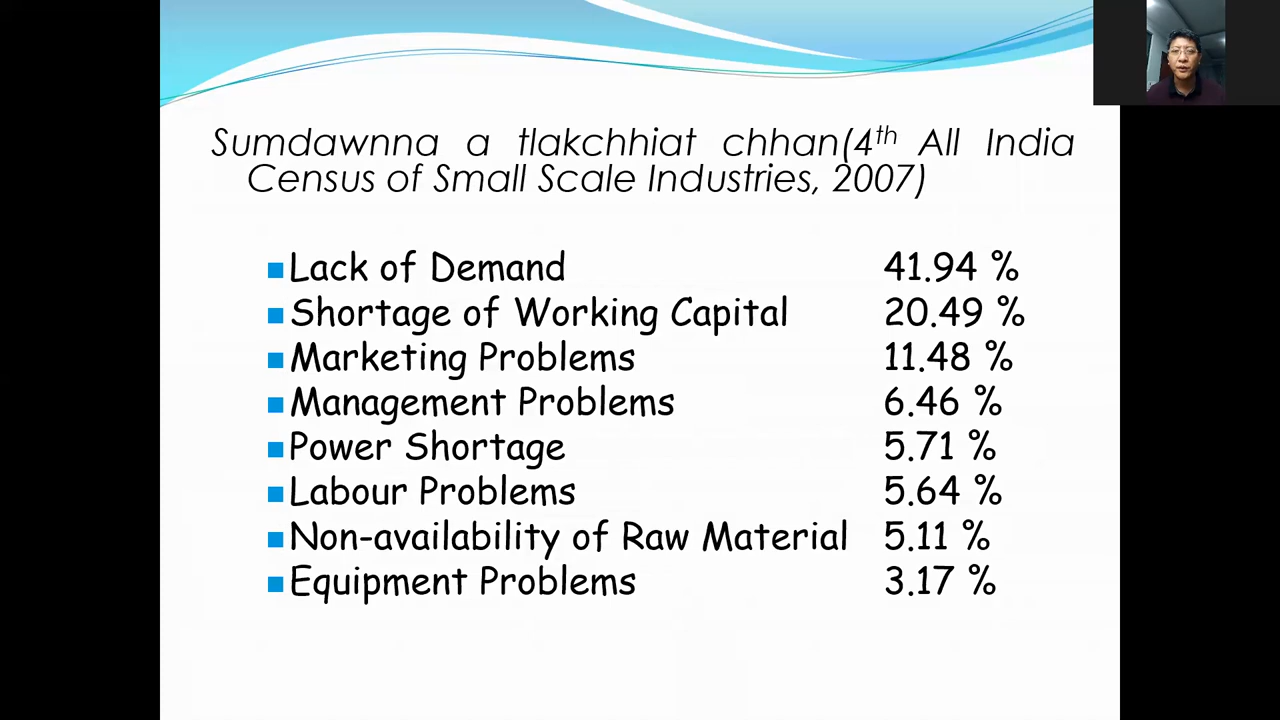 Sumdawnna a tlakchhiat chhan(4th All India
Census of Small Scale Industries, 2007)
Lack of Demand 41.94 %
Shortage of Working Capital 20.49 %
Marketing Problems 11.48 %
Management Problems 6.46 %
Power Shortage 5.71 %
Labour Problems 5.64 %
Non-availability of Raw Material 5.11 %
Equipment Problems 3.17 %